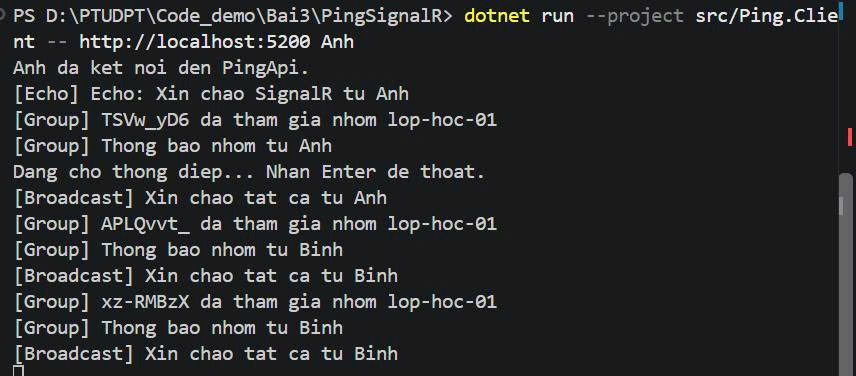 PS D:\PTUDPT\Code_demo\Bai3\PingSignalR> dotnet run --project src/Ping.Clie
nt -- http://localhost:5200 Anh
Anh da ket noi den PingApi.
[Echo] Echo: Xin chao SignalR tu Anh
[Group] TSVw_yD6 da tham gia nhom lop-hoc-01
[Group] Thong bao nhom tu Anh
Dang cho thong diep... Nhan Enter de thoat.
[Broadcast] Xin chao tat ca tu Anh
[Group] APLQvvt_ da tham gia nhom lop-hoc-01
[Group] Thong bao nhom tu Binh
[Broadcast] Xin chao tat ca tu Binh
[Group] xz-RMBzX da tham gia nhom lop-hoc-01
[Group] Thong bao nhom tu Binh
[Broadcast] Xin chao tat ca tu Binh